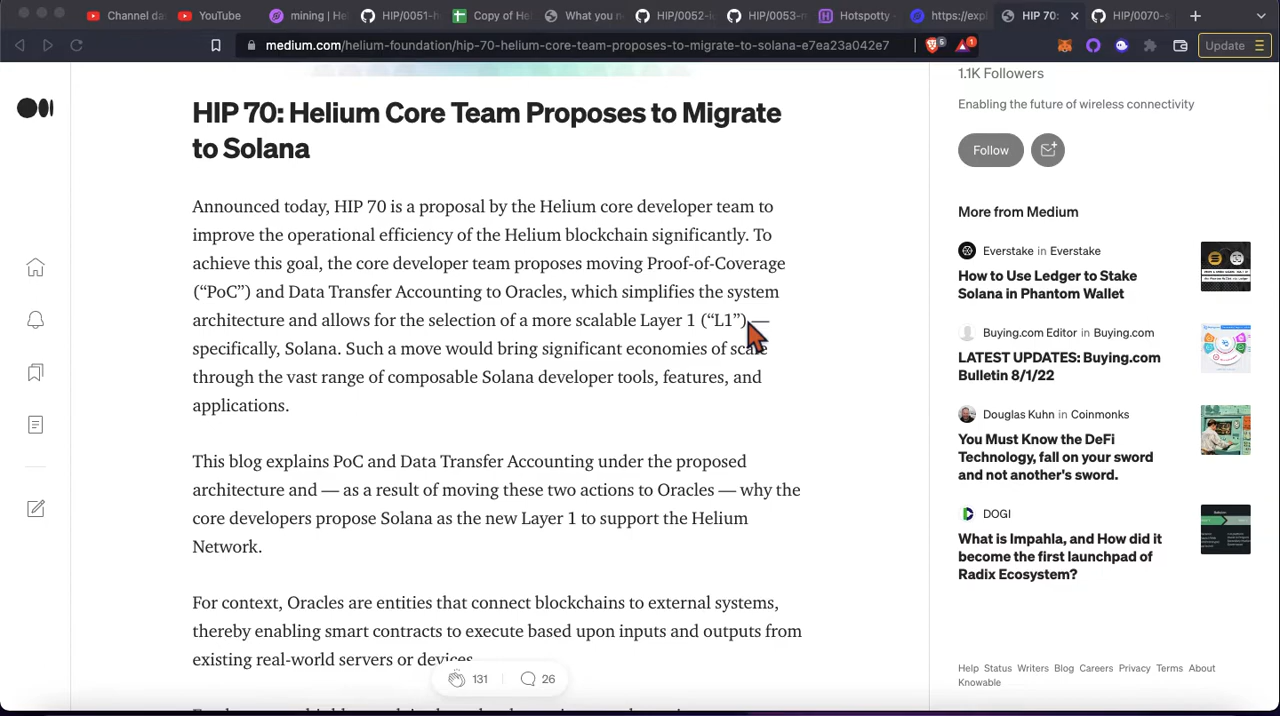 Channel das
YouTube
mining | Helium
HIP/0051-h
Copy of Hel
What you n
HIP/0052-lo
HIP/0053-m
Hotspotty -
https://expl
HIP 70:
HIP/0070-s
medium.com/helium-foundation/hip-70-helium-core-team-proposes-to-migrate-to-solana-e7ea23a042e7
5
1
Update
HIP 70: Helium Core Team Proposes to Migrate
to Solana
Announced today, HIP 70 is a proposal by the Helium core developer team to
improve the operational efficiency of the Helium blockchain significantly. To
achieve this goal, the core developer team proposes moving Proof-of-Coverage
(“PoC”) and Data Transfer Accounting to Oracles, which simplifies the system
architecture and allows for the selection of a more scalable Layer 1 (“L1”) —
specifically, Solana. Such a move would bring significant economies of scale
through the vast range of composable Solana developer tools, features, and
applications.
This blog explains PoC and Data Transfer Accounting under the proposed
architecture and — as a result of moving these two actions to Oracles — why the
core developers propose Solana as the new Layer 1 to support the Helium
Network.
For context, Oracles are entities that connect blockchains to external systems,
thereby enabling smart contracts to execute based upon inputs and outputs from
existing real-world servers or devices.
131
26
1.1K Followers
Enabling the future of wireless connectivity
Follow
More from Medium
Everstake in Everstake
How to Use Ledger to Stake
Solana in Phantom Wallet
Buying.com Editor in Buying.com
LATEST UPDATES: Buying.com
Bulletin 8/1/22
Douglas Kuhn in Coinmonks
You Must Know the DeFi
Technology, fall on your sword
and not another's sword.
DOGI
What is Impahla, and How did it
become the first launchpad of
Radix Ecosystem?
Help Status Writers Blog Careers Privacy Terms About
Knowable